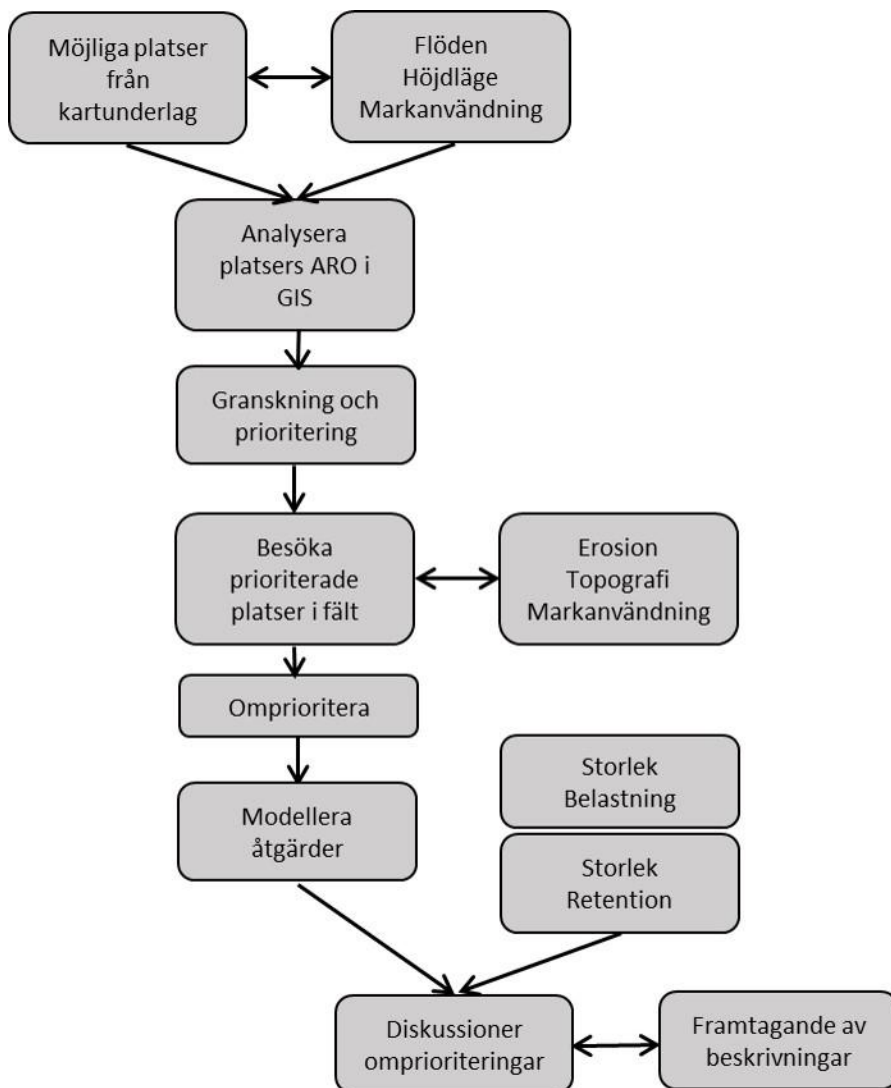 Möjliga platser
från
kartunderlag
Flöden
Höjdläge
Markanvändning
Analysera
platsers ARO i
GIS
Granskning och
prioritering
Besöka
prioriterade
platser i fält
Erosion
Topografi
Markanvändning
Omprioritera
Storlek
Belastning
Modellera
åtgärder
Storlek
Retention
Diskussioner
omprioriteringar
Framtagande av
beskrivningar